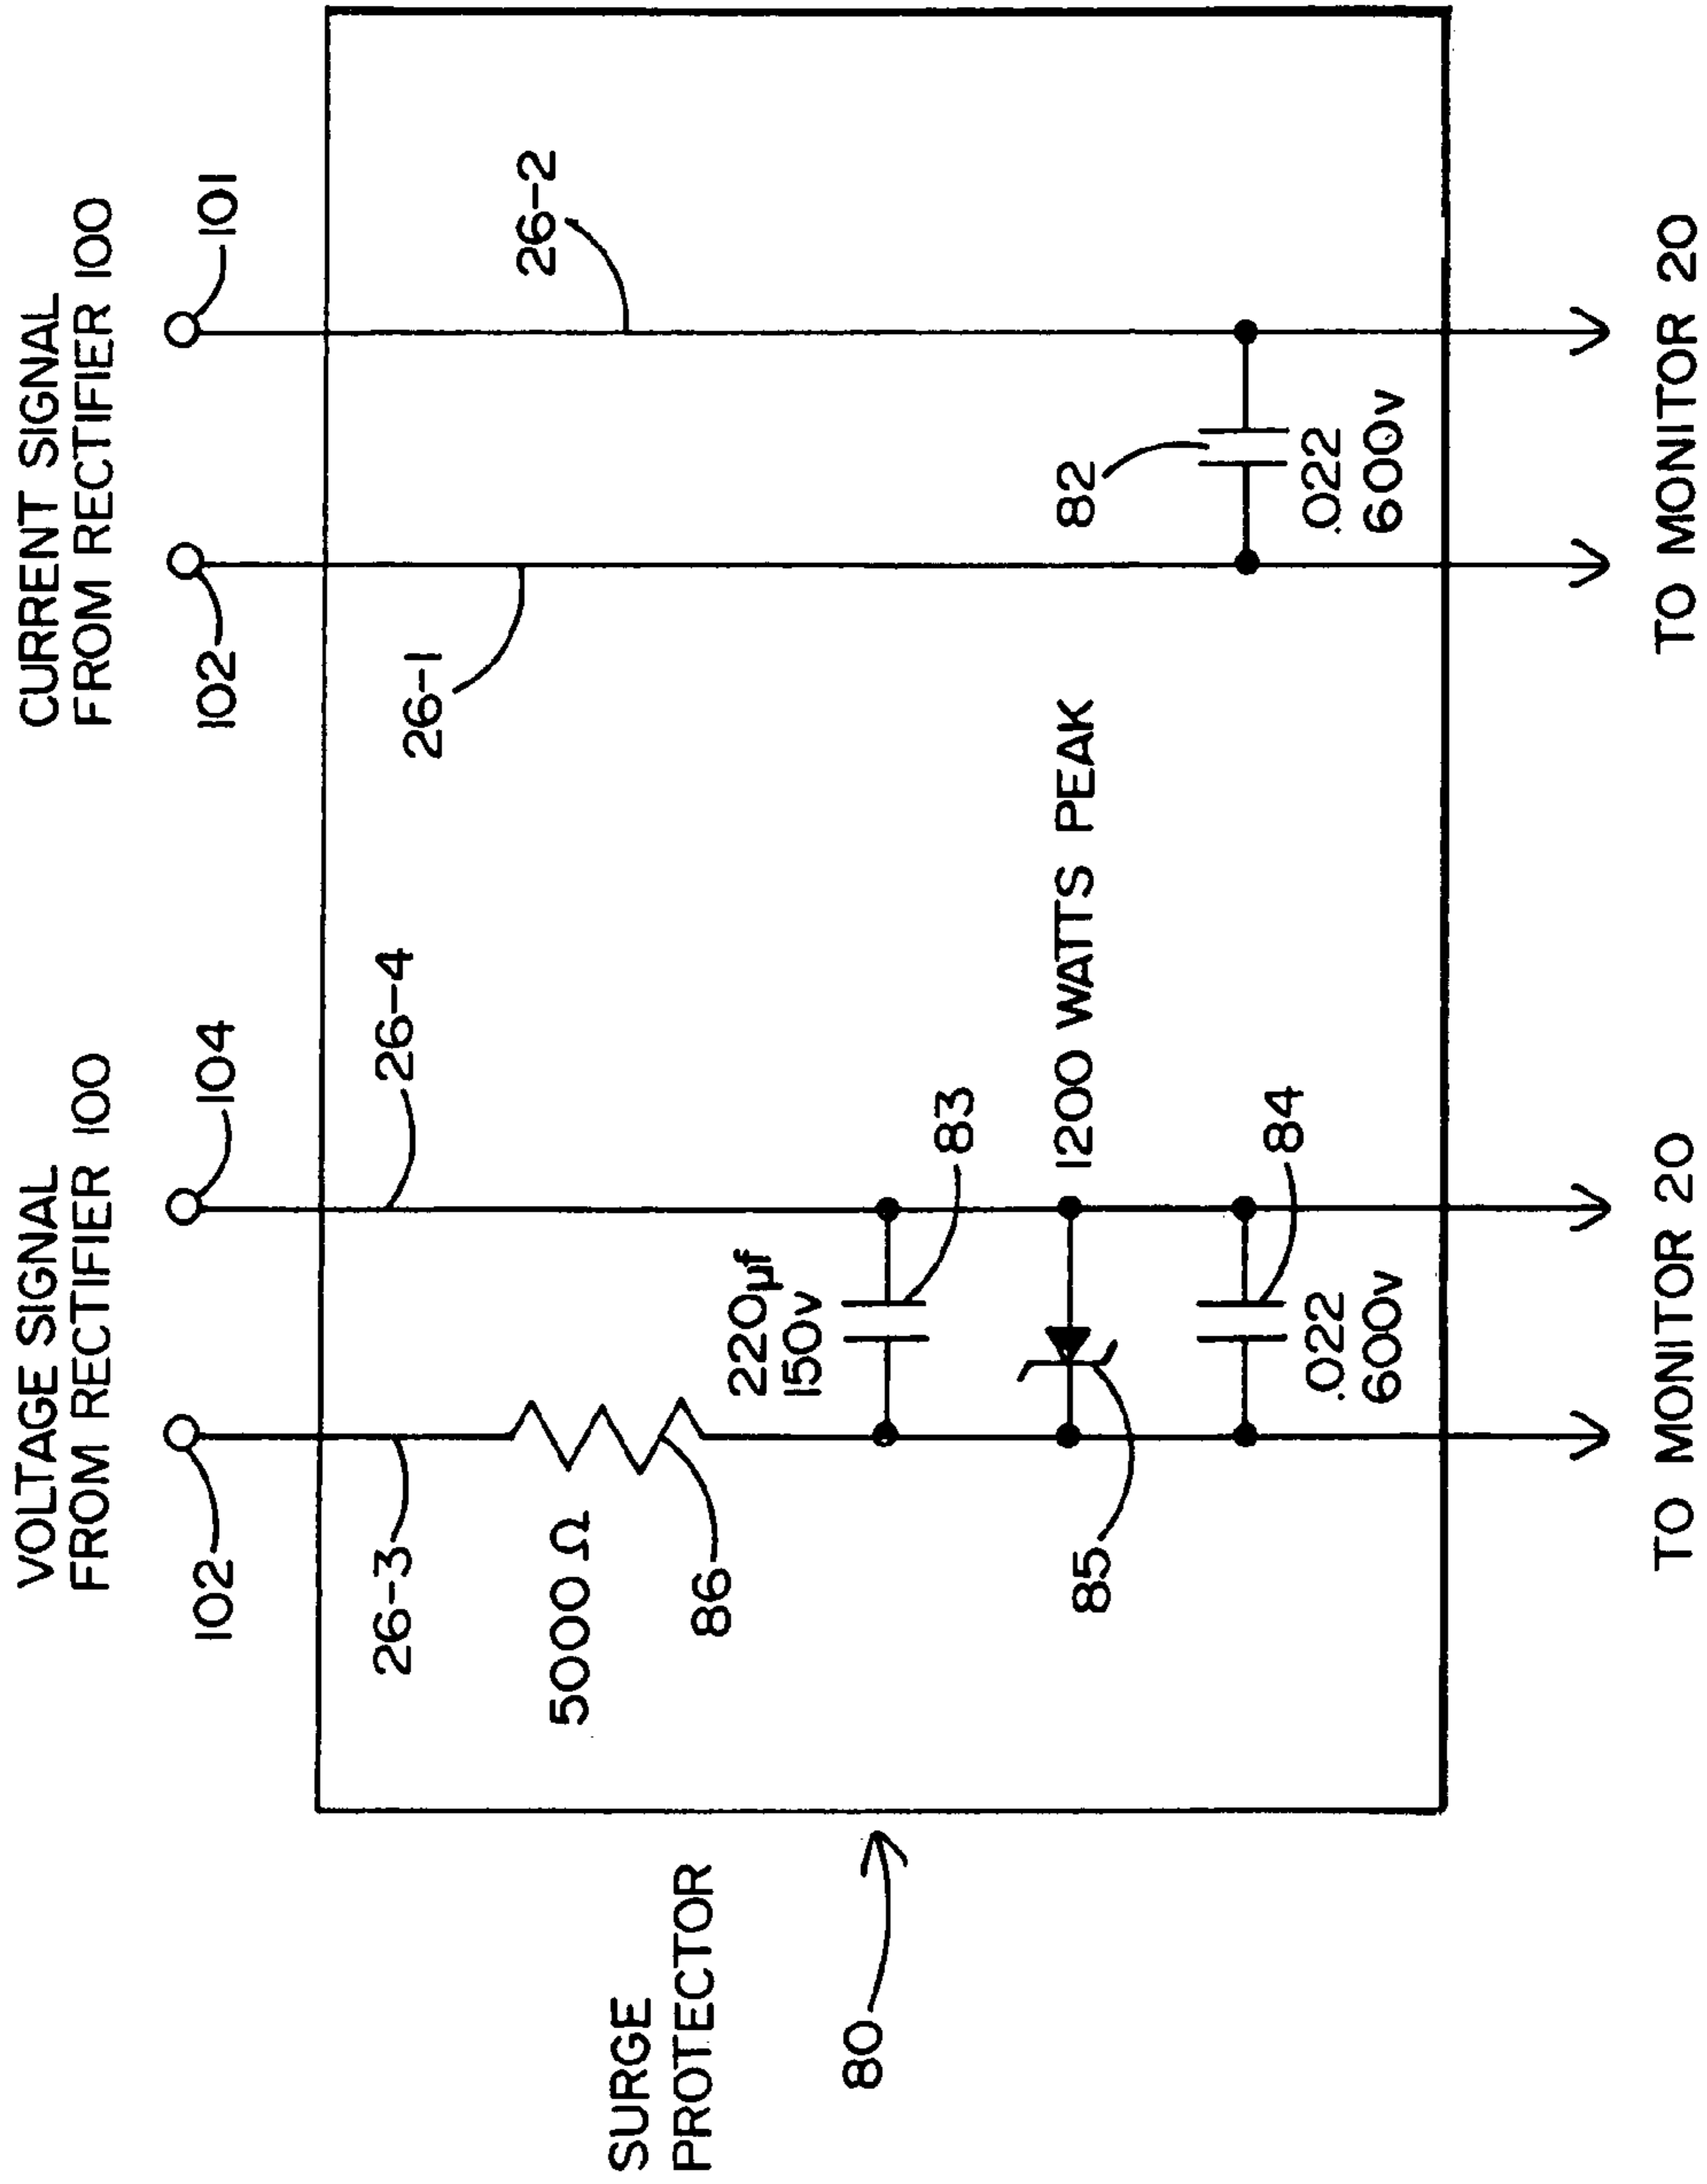 VOLTAGE SIGNAL
FROM RECTIFIER 100
CURRENT SIGNAL
FROM RECTIFIER 100
102
104
102
101
26-3
26-4
26-1
26-2
5000 Ω
86
SURGE
PROTECTOR
80
220µf
150v
83
85
1200 WATTS PEAK
82
84
.022
600v
.022
600v
TO MONITOR 20
TO MONITOR 20